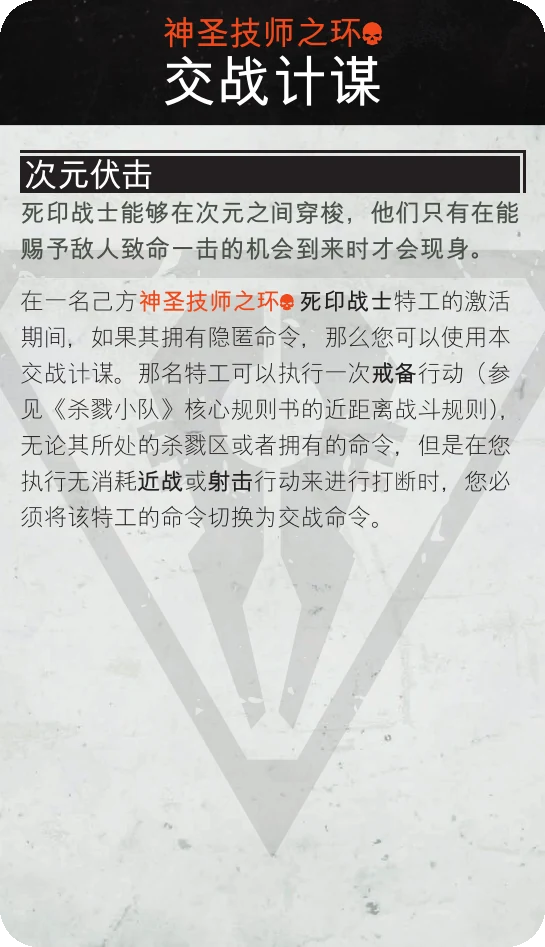 神圣技师之环
交战计谋
次元伏击
死印战士能够在次元之间穿梭，他们只有在能
赐予敌人致命一击的机会到来时才会现身。
在一名己方神圣技师之环 死印战士特工的激活
期间，如果其拥有隐匿命令，那么您可以使用本
交战计谋。那名特工可以执行一次戒备行动（参
见《杀戮小队》核心规则书的近距离战斗规则），
无论其所处的杀戮区或者拥有的命令，但是在您
执行无消耗近战或射击行动来进行打断时，您必
须将该特工的命令切换为交战命令。